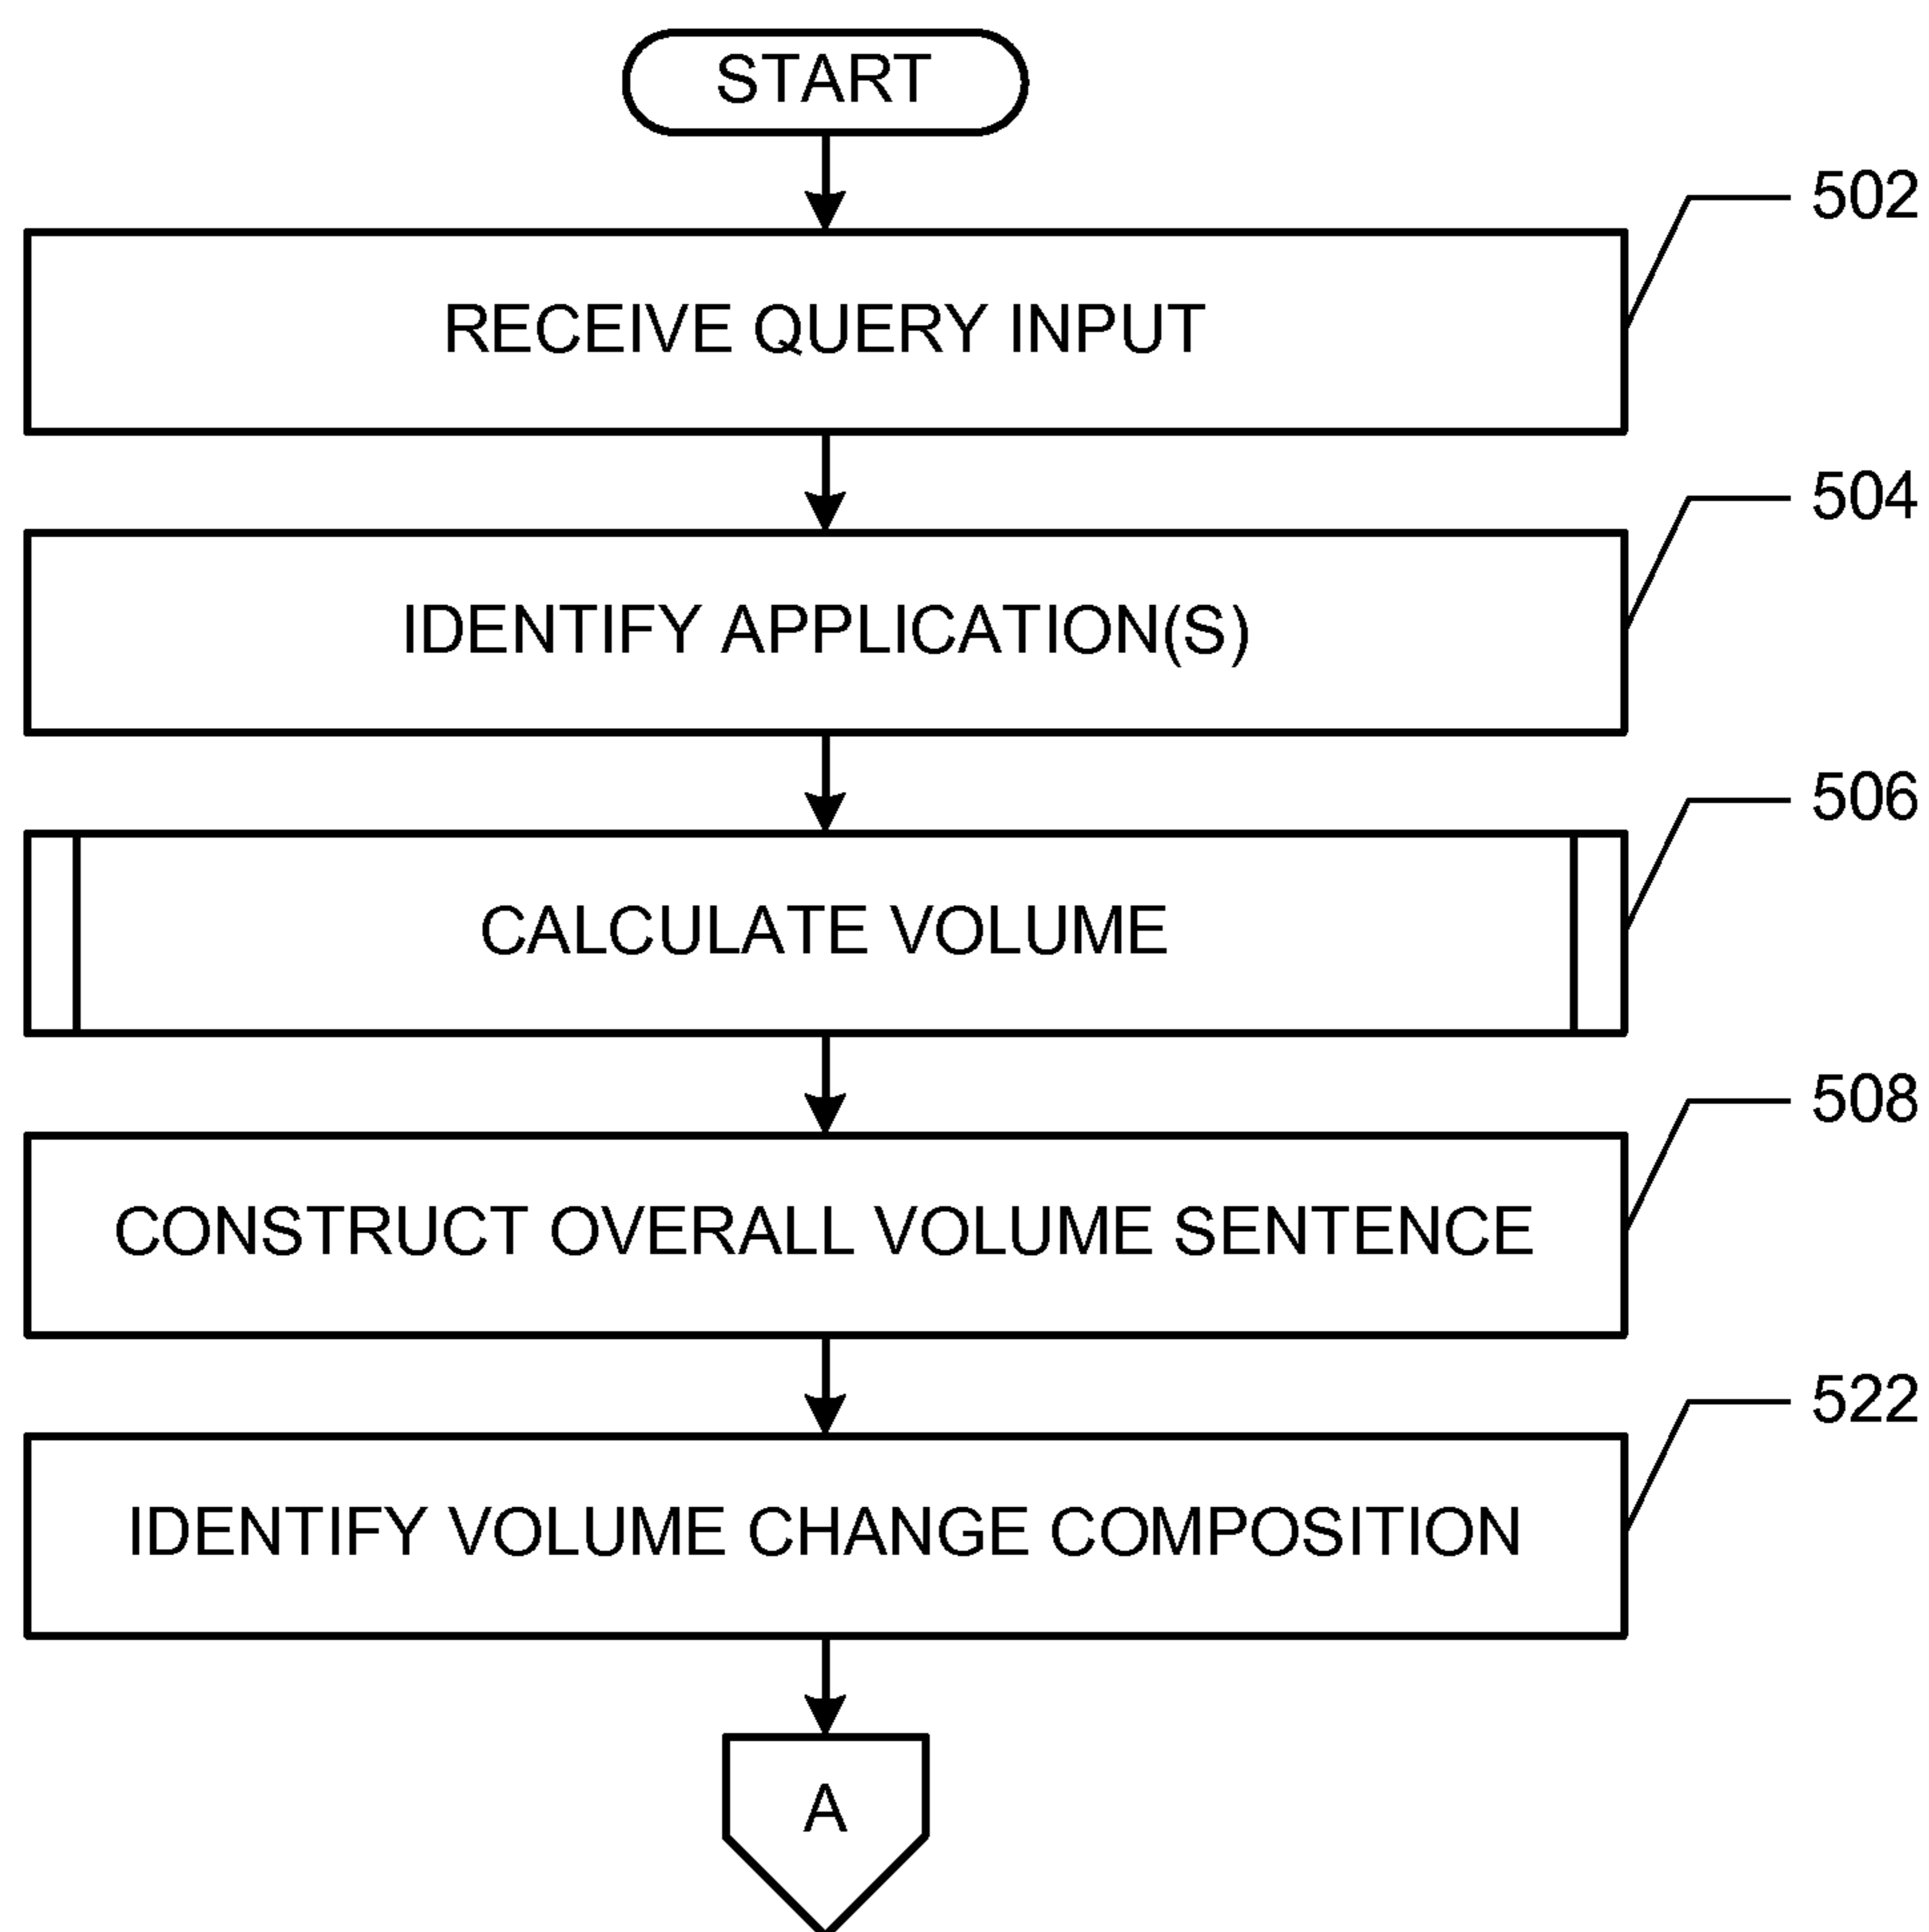 START
502
RECEIVE QUERY INPUT
504
IDENTIFY APPLICATION(S)
506
CALCULATE VOLUME
508
CONSTRUCT OVERALL VOLUME SENTENCE
522
IDENTIFY VOLUME CHANGE COMPOSITION
A